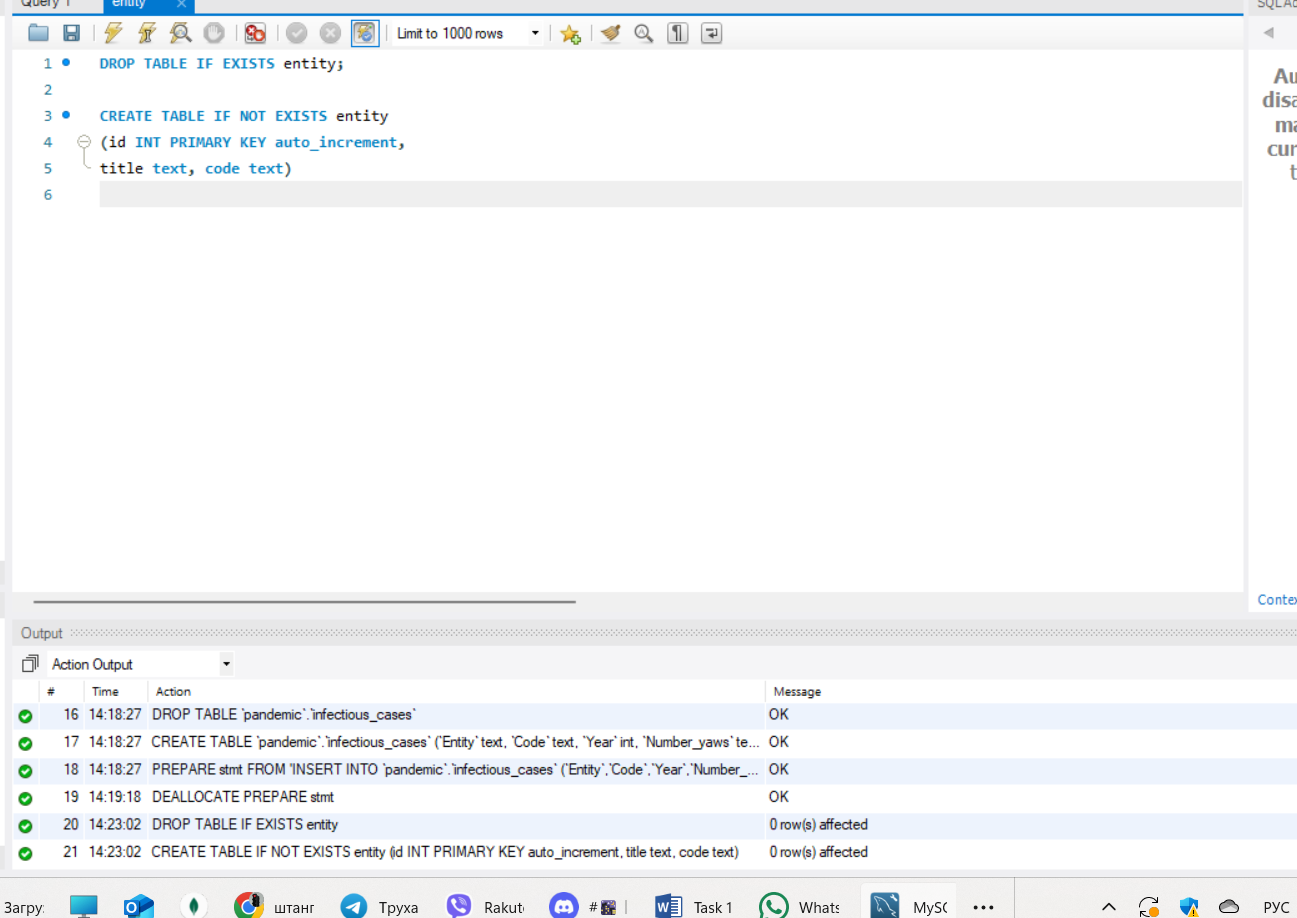 Query 1
entity
Limit to 1000 rows
1 DROP TABLE IF EXISTS entity;
2
3 CREATE TABLE IF NOT EXISTS entity
4 (id INT PRIMARY KEY auto_increment,
5 title text, code text)
6
Output
Action Output
# Time Action Message
16 14:18:27 DROP TABLE `pandemic`.`infectious_cases` OK
17 14:18:27 CREATE TABLE `pandemic`.`infectious_cases` (`Entity` text, `Code` text, `Year` int, `Number_yaws` te... OK
18 14:18:27 PREPARE stmt FROM 'INSERT INTO `pandemic`.`infectious_cases` (`Entity`,`Code`,`Year`,`Number_... OK
19 14:19:18 DEALLOCATE PREPARE stmt OK
20 14:23:02 DROP TABLE IF EXISTS entity 0 row(s) affected
21 14:23:02 CREATE TABLE IF NOT EXISTS entity (id INT PRIMARY KEY auto_increment, title text, code text) 0 row(s) affected
SQLAd
Au
disa
ma
cur
t
Contex
Загру: штанг Труха Rakut # Task 1 Whats MySQ РУС